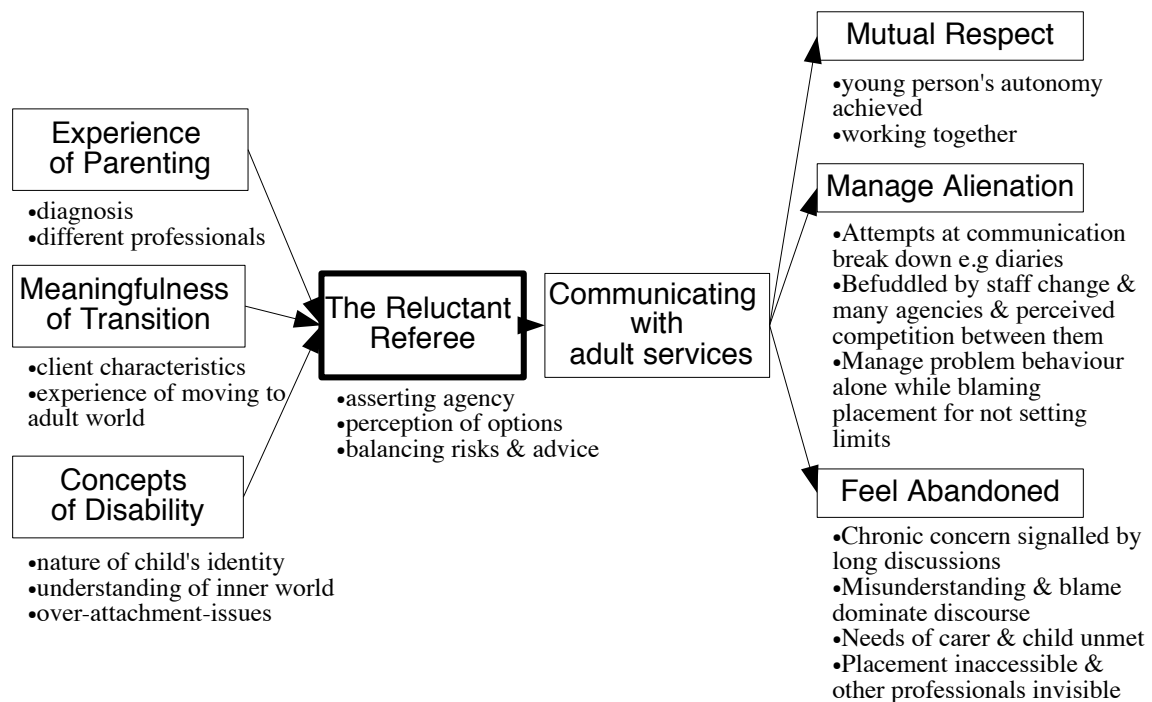 Experience
of Parenting
•diagnosis
•different professionals
Meaningfulness
of Transition
•client characteristics
•experience of moving to
adult world
Concepts
of Disability
•nature of child's identity
•understanding of inner world
•over-attachment-issues
The Reluctant
Referee
•asserting agency
•perception of options
•balancing risks & advice
Communicating
with
adult services
Mutual Respect
•young person's autonomy
achieved
•working together
Manage Alienation
•Attempts at communication
break down e.g diaries
•Befuddled by staff change &
many agencies & perceived
competition between them
•Manage problem behaviour
alone while blaming
placement for not setting
limits
Feel Abandoned
•Chronic concern signalled by
long discussions
•Misunderstanding & blame
dominate discourse
•Needs of carer & child unmet
•Placement inaccessible &
other professionals invisible